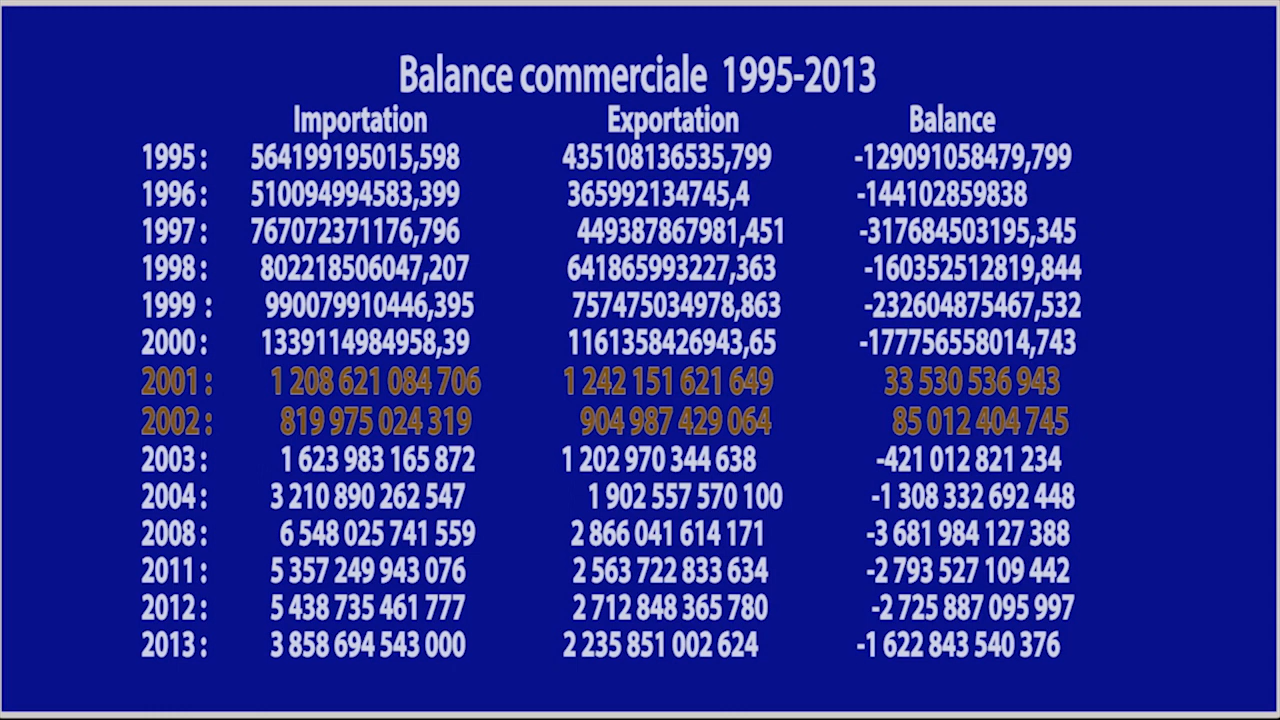 Balance commerciale 1995-2013
Importation Exportation Balance
1995 : 564199195015,598 435108136535,799 -129091058479,799
1996 : 510094994583,399 365992134745,4 -144102859838
1997 : 767072371176,796 449387867981,451 -317684503195,345
1998 : 802218506047,207 641865993227,363 -160352512819,844
1999 : 990079910446,395 757475034978,863 -232604875467,532
2000 : 1339114984958,39 1161358426943,65 -177756558014,743
2001 : 1 208 621 084 706 1 242 151 621 649 33 530 536 943
2002 : 819 975 024 319 904 987 429 064 85 012 404 745
2003 : 1 623 983 165 872 1 202 970 344 638 -421 012 821 234
2004 : 3 210 890 262 547 1 902 557 570 100 -1 308 332 692 448
2008 : 6 548 025 741 559 2 866 041 614 171 -3 681 984 127 388
2011 : 5 357 249 943 076 2 563 722 833 634 -2 793 527 109 442
2012 : 5 438 735 461 777 2 712 848 365 780 -2 725 887 095 997
2013 : 3 858 694 543 000 2 235 851 002 624 -1 622 843 540 376